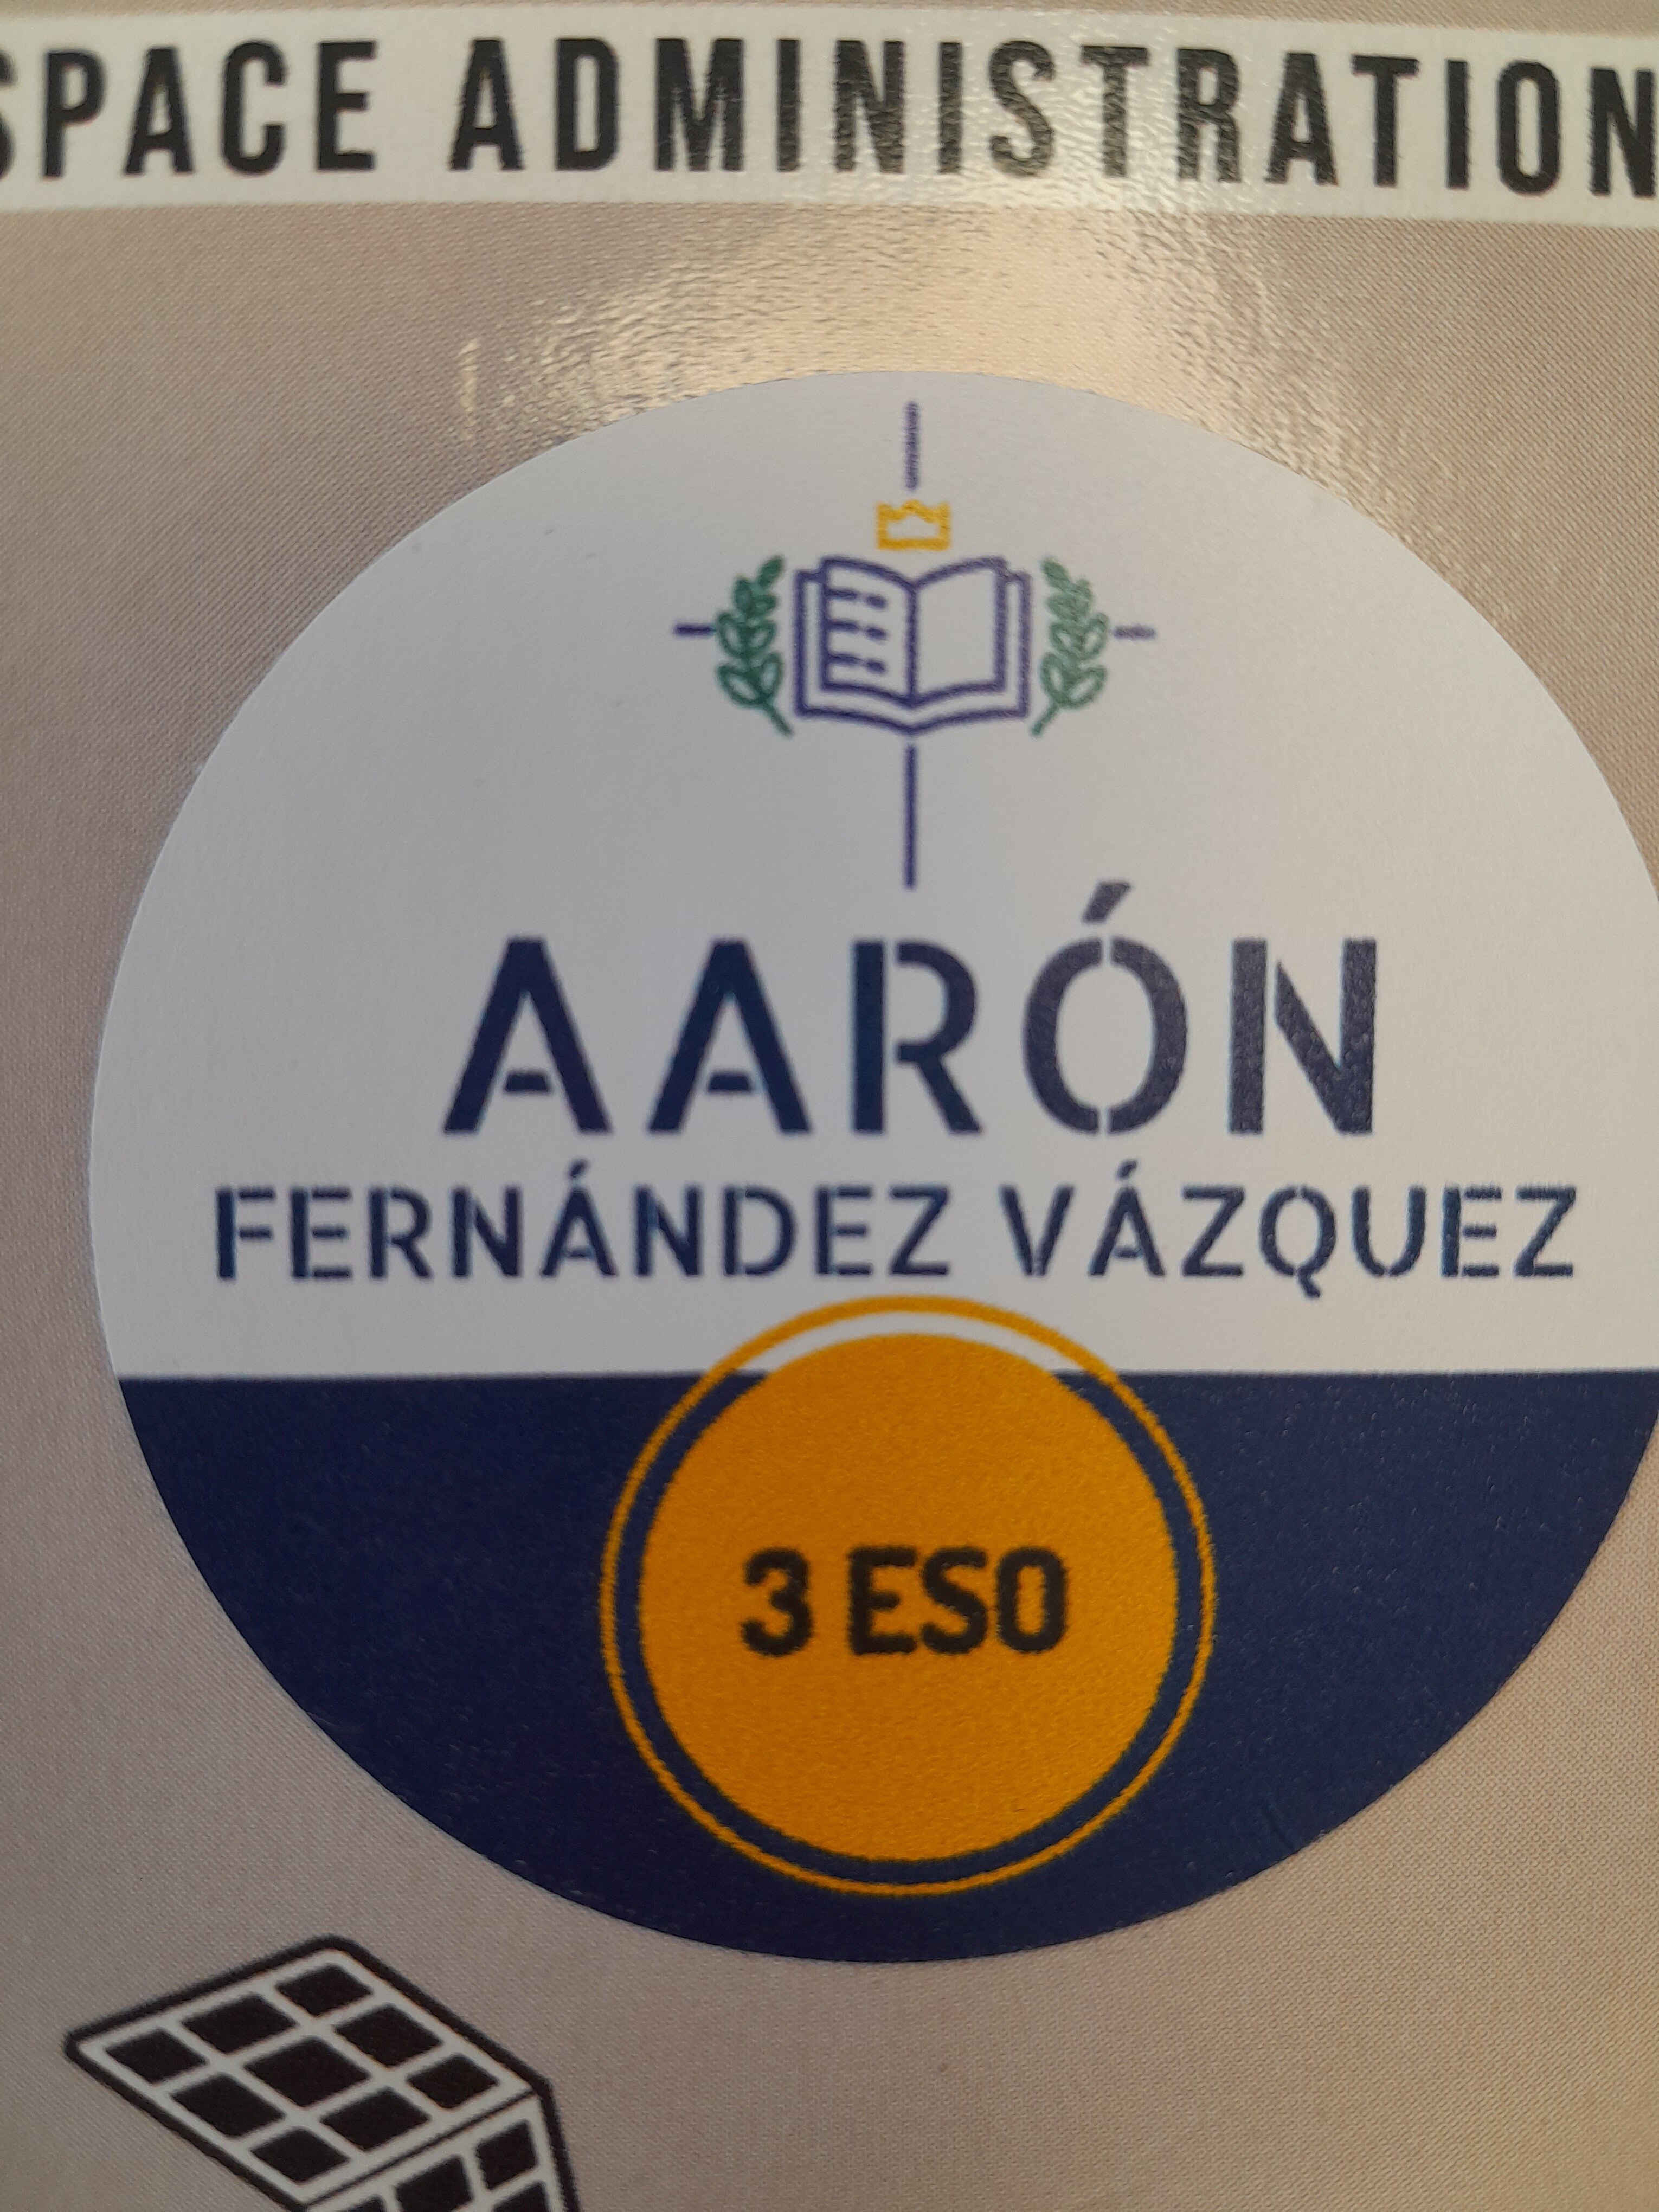 SPACE ADMINISTRATION
AARÓN
FERNÁNDEZ VÁZQUEZ
3 ESO